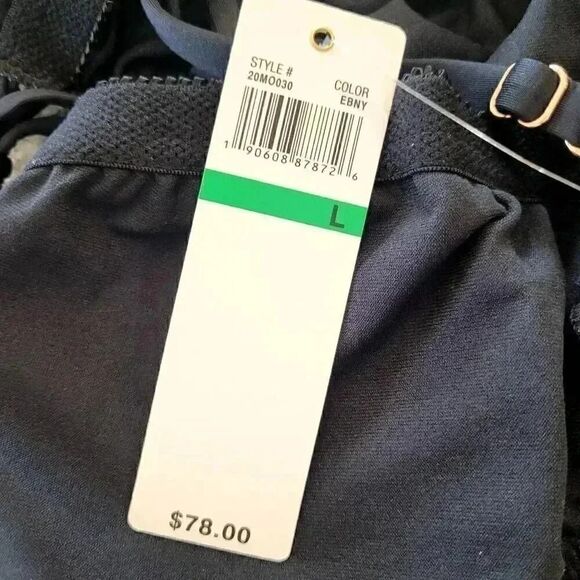 STYLE #
20MO030
COLOR
EBNY
1 90608 87872 6
L
$78.00